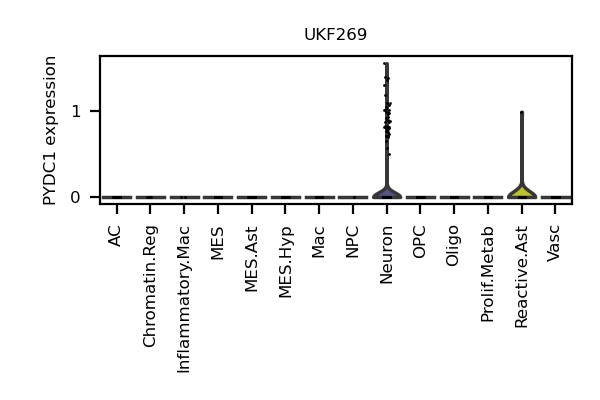 UKF269
PYDC1 expression
1
0
AC
Chromatin.Reg
Inflammatory.Mac
MES
MES.Ast
MES.Hyp
Mac
NPC
Neuron
OPC
Oligo
Prolif.Metab
Reactive.Ast
Vasc